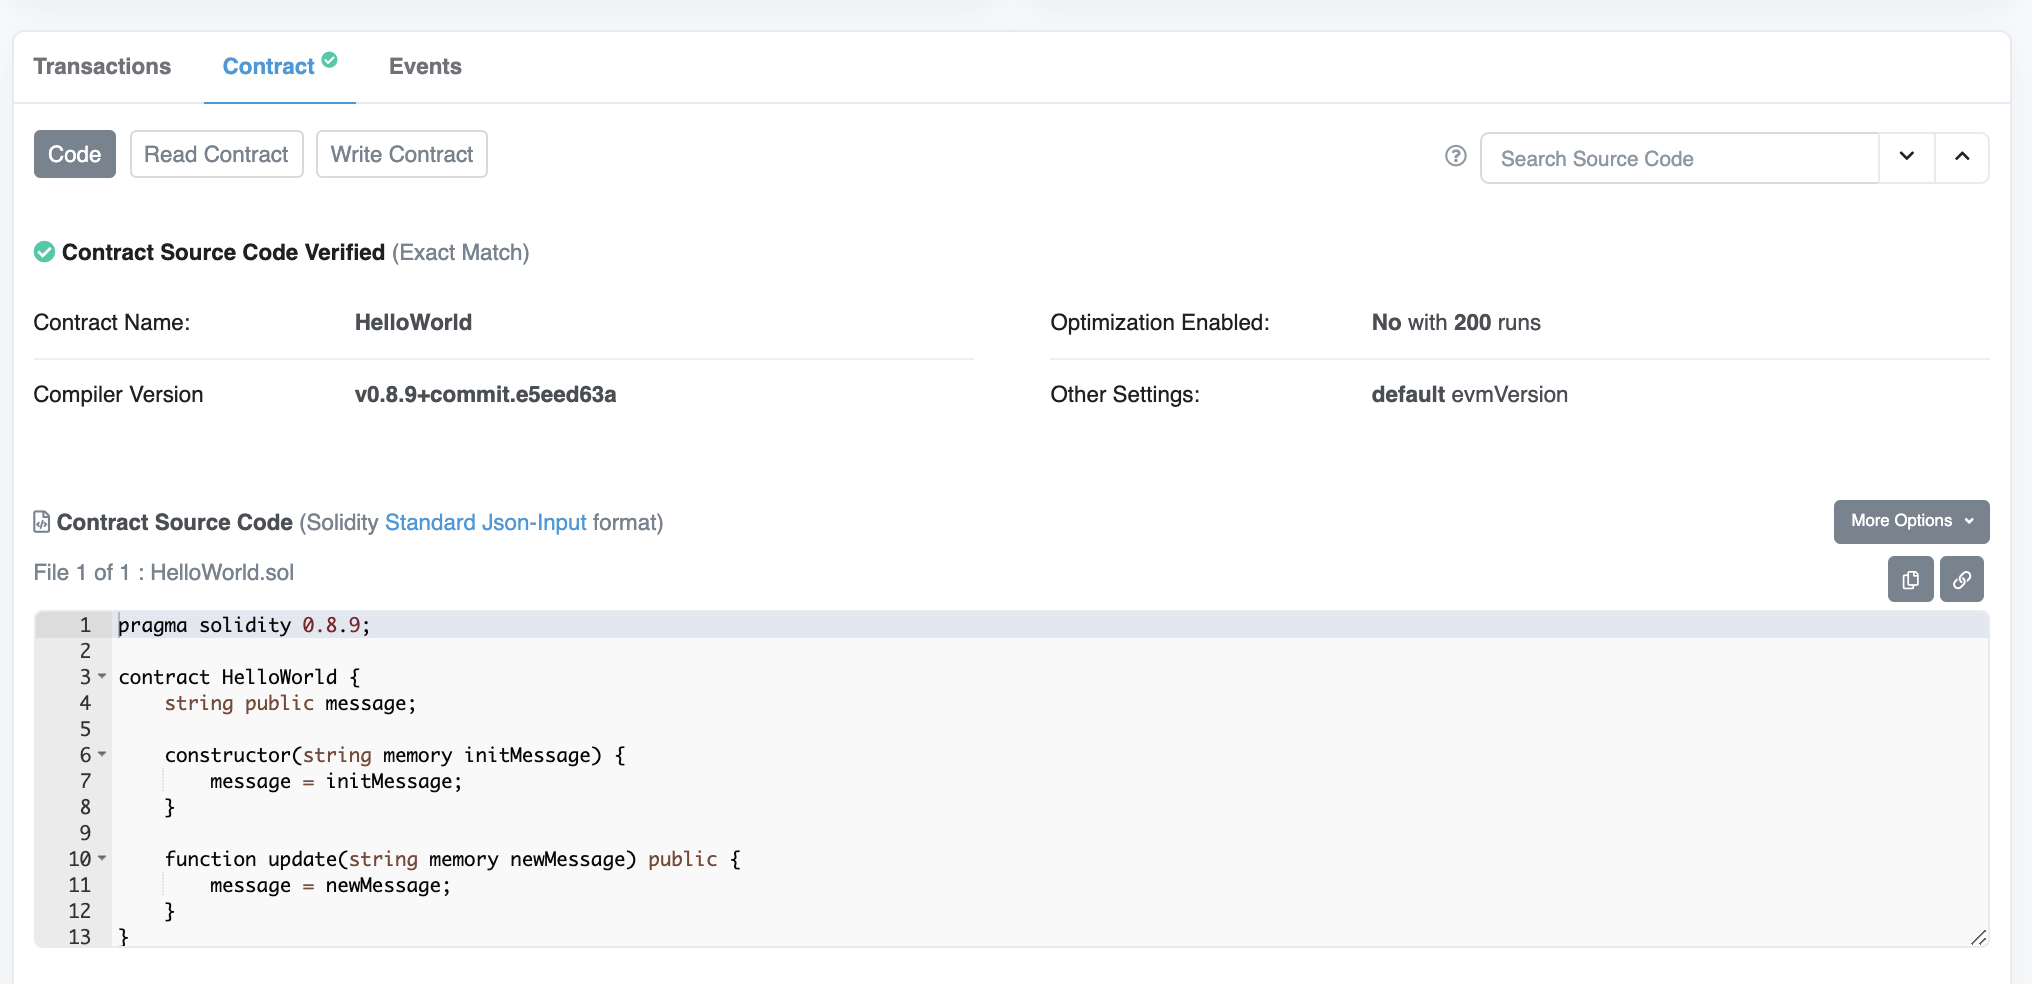 Transactions Contract Events
Code Read Contract Write Contract Search Source Code
Contract Source Code Verified (Exact Match)
Contract Name: HelloWorld Optimization Enabled: No with 200 runs
Compiler Version v0.8.9+commit.e5eed63a Other Settings: default evmVersion
Contract Source Code (Solidity Standard Json-Input format) More Options
File 1 of 1 : HelloWorld.sol
1 pragma solidity 0.8.9;
2
3 contract HelloWorld {
4     string public message;
5
6     constructor(string memory initMessage) {
7         message = initMessage;
8     }
9
10     function update(string memory newMessage) public {
11         message = newMessage;
12     }
13 }